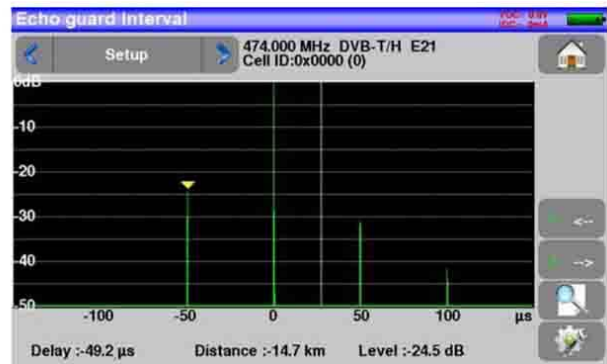 Echo guard Interval
Setup
474.000 MHz DVB-T/H E21
Cell ID:0x0000 (0)
0dB
-10
-20
-30
-40
-50
-100 -50 0 50 100 µs
<--
-->
Delay :-49.2 µs Distance :-14.7 km Level :-24.5 dB